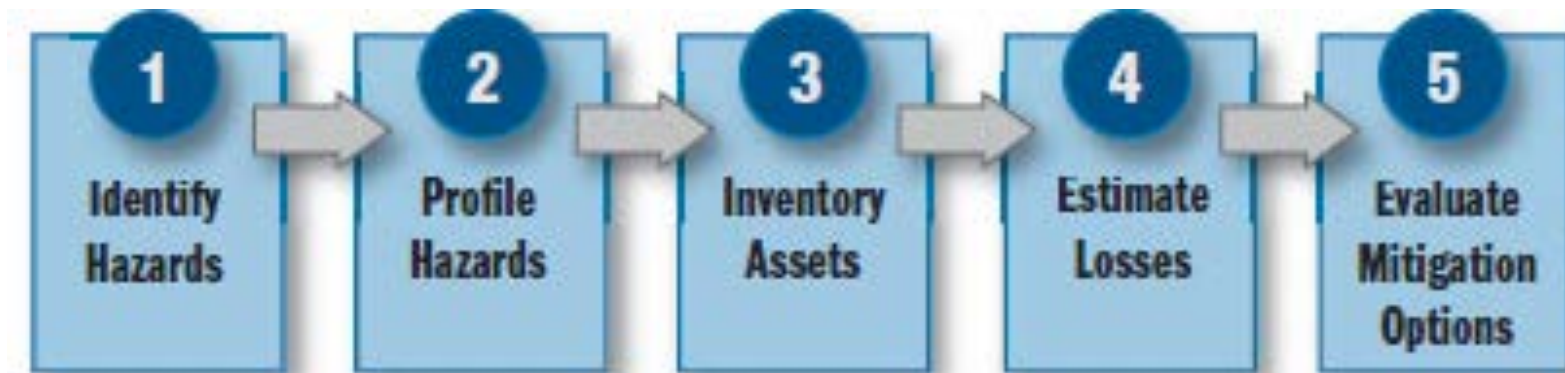 1
Identify
Hazards
2
Profile
Hazards
3
Inventory
Assets
4
Estimate
Losses
5
Evaluate
Mitigation
Options